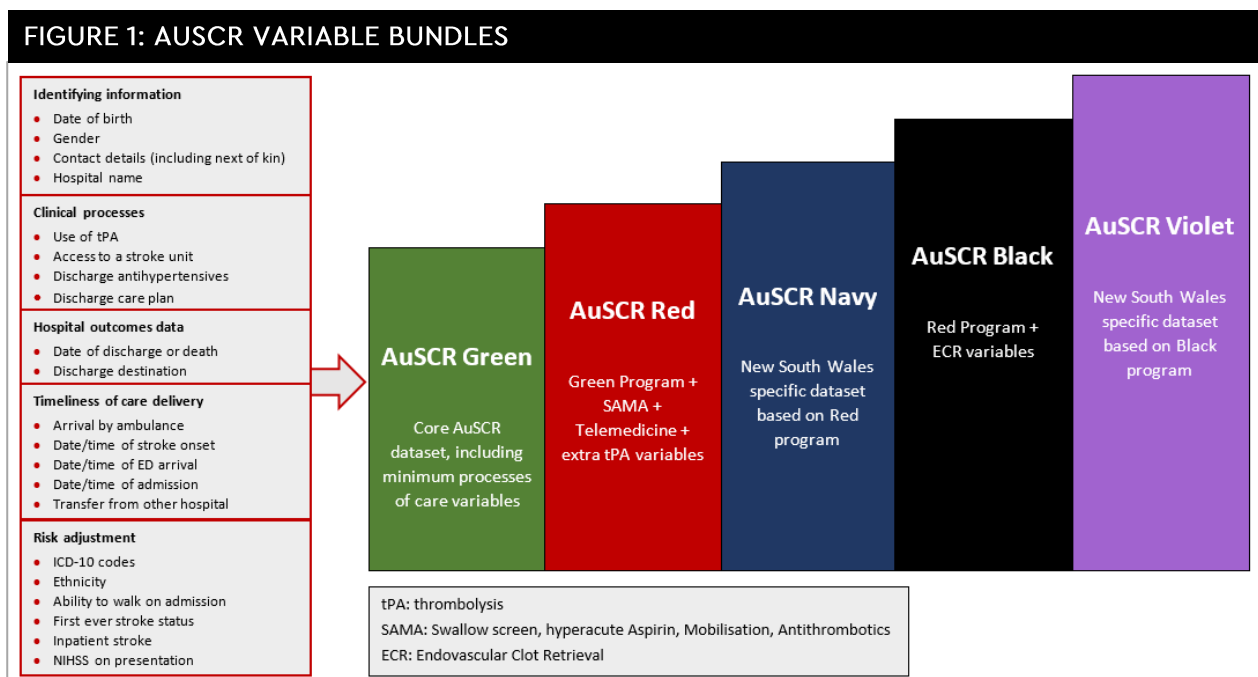 FIGURE 1: AUSCR VARIABLE BUNDLES
Identifying information
• Date of birth
• Gender
• Contact details (including next of kin)
• Hospital name
Clinical processes
• Use of tPA
• Access to a stroke unit
• Discharge antihypertensives
• Discharge care plan
Hospital outcomes data
• Date of discharge or death
• Discharge destination
Timeliness of care delivery
• Arrival by ambulance
• Date/time of stroke onset
• Date/time of ED arrival
• Date/time of admission
• Transfer from other hospital
Risk adjustment
• ICD-10 codes
• Ethnicity
• Ability to walk on admission
• First ever stroke status
• Inpatient stroke
• NIHSS on presentation
AuSCR Green
Core AuSCR
dataset, including
minimum processes
of care variables
AuSCR Red
Green Program +
SAMA +
Telemedicine +
extra tPA variables
AuSCR Navy
New South Wales
specific dataset
based on Red
program
AuSCR Black
Red Program +
ECR variables
AuSCR Violet
New South Wales
specific dataset
based on Black
program
tPA: thrombolysis
SAMA: Swallow screen, hyperacute Aspirin, Mobilisation, Antithrombotics
ECR: Endovascular Clot Retrieval